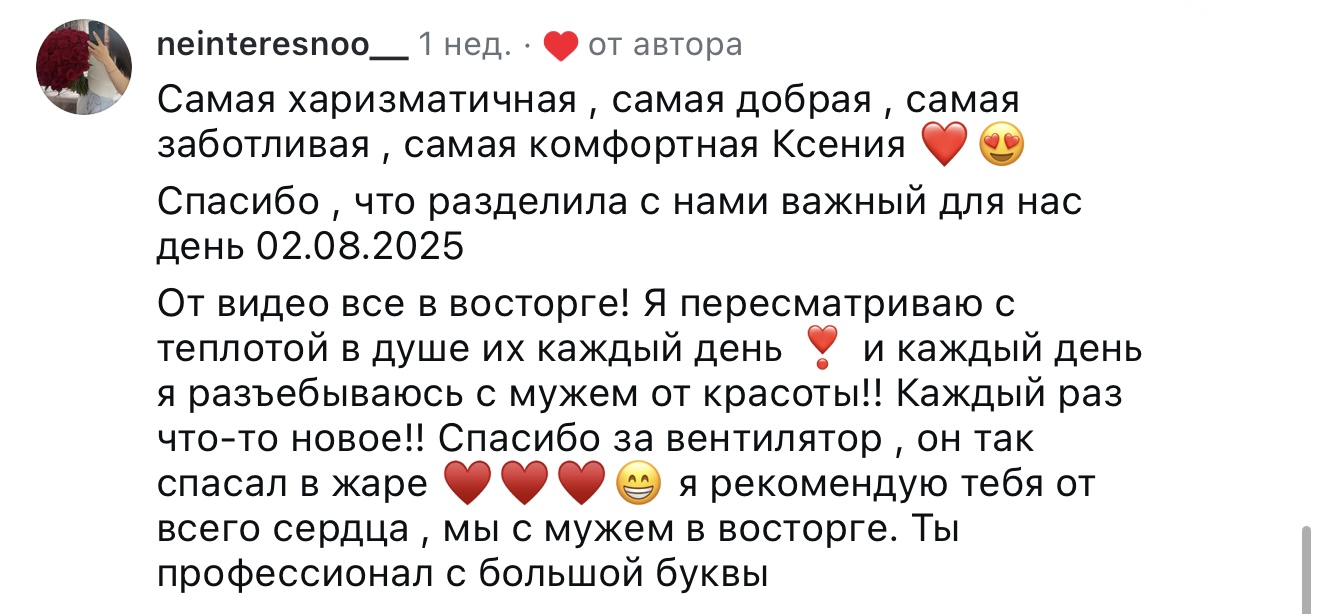 neinteresnoo__ 1 нед. · ❤️ от автора
Самая харизматичная , самая добрая , самая
заботливая , самая комфортная Ксения ❤️😍
Спасибо , что разделила с нами важный для нас
день 02.08.2025
От видео все в восторге! Я пересматриваю с
теплотой в душе их каждый день ❣️ и каждый день
я разъебываюсь с мужем от красоты!! Каждый раз
что-то новое!! Спасибо за вентилятор , он так
спасал в жаре ♥️♥️♥️😁 я рекомендую тебя от
всего сердца , мы с мужем в восторге. Ты
профессионал с большой буквы